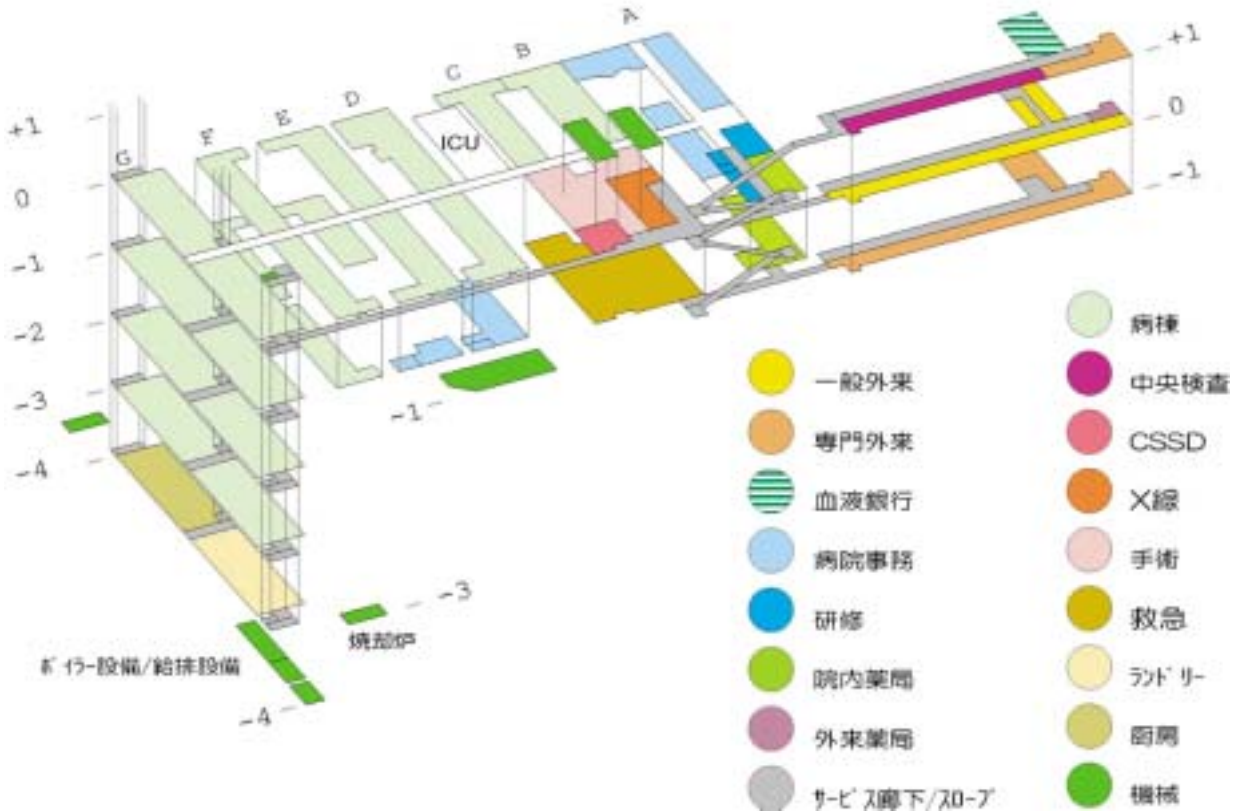 A
B
C
D
E
F
G
ICU
+1
0
-1
-2
-3
-4
+1
0
-1
-1
-3
-4
焼却炉
ボイラー設備/給排設備
一般外来
専門外来
血液銀行
病院事務
研修
院内薬局
外来薬局
サービス廊下/スロープ
病棟
中央検査
CSSD
X線
手術
救急
ランドリー
厨房
機械